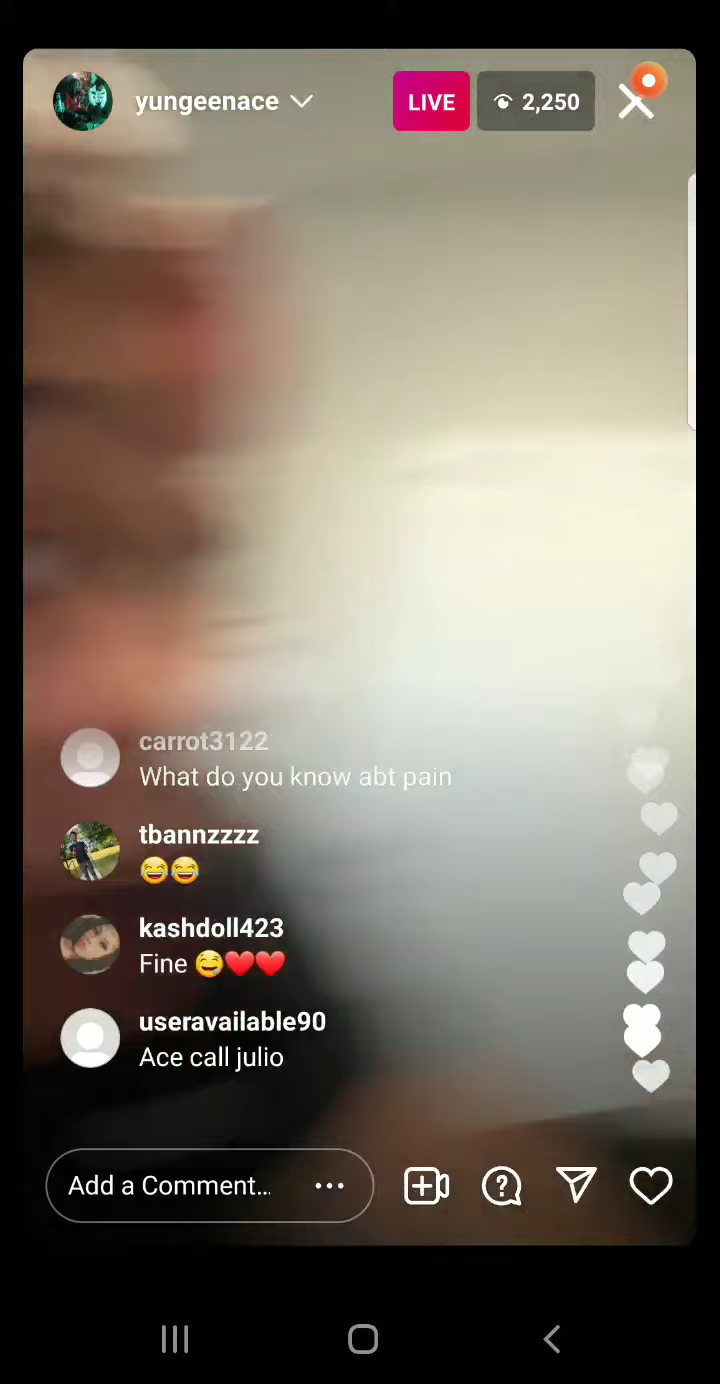 yungeenace
LIVE
2,250
carrot3122
What do you know abt pain
tbannzzzz
😂😂
kashdoll423
Fine 🤤❤️❤️
useravailable90
Ace call julio
Add a Comment...